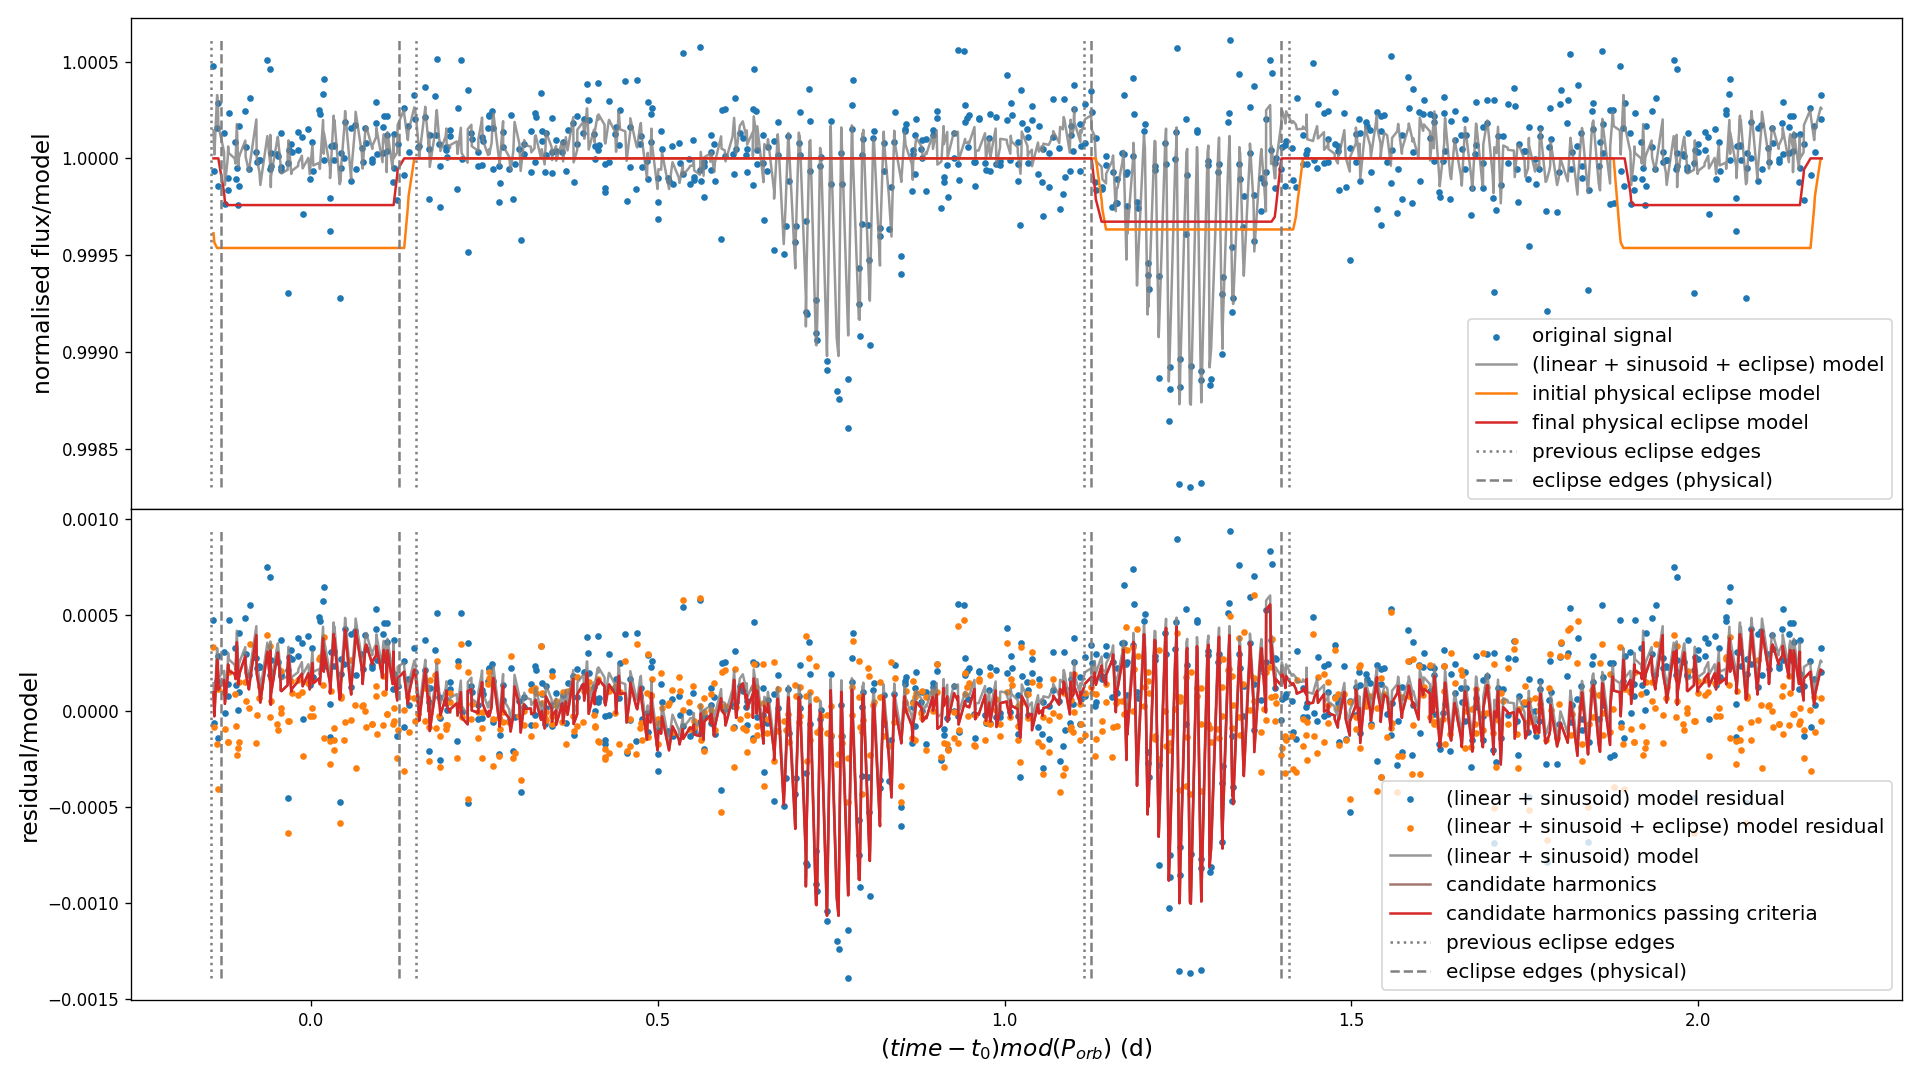 normalised flux/model
1.0005
1.0000
0.9995
0.9990
0.9985
original signal
(linear + sinusoid + eclipse) model
initial physical eclipse model
final physical eclipse model
previous eclipse edges
eclipse edges (physical)
residual/model
0.0010
0.0005
0.0000
−0.0005
−0.0010
−0.0015
(linear + sinusoid) model residual
(linear + sinusoid + eclipse) model residual
(linear + sinusoid) model
candidate harmonics
candidate harmonics passing criteria
previous eclipse edges
eclipse edges (physical)
0.0 0.5 1.0 1.5 2.0
(time − t₀)mod(Pₒᵣᵦ) (d)